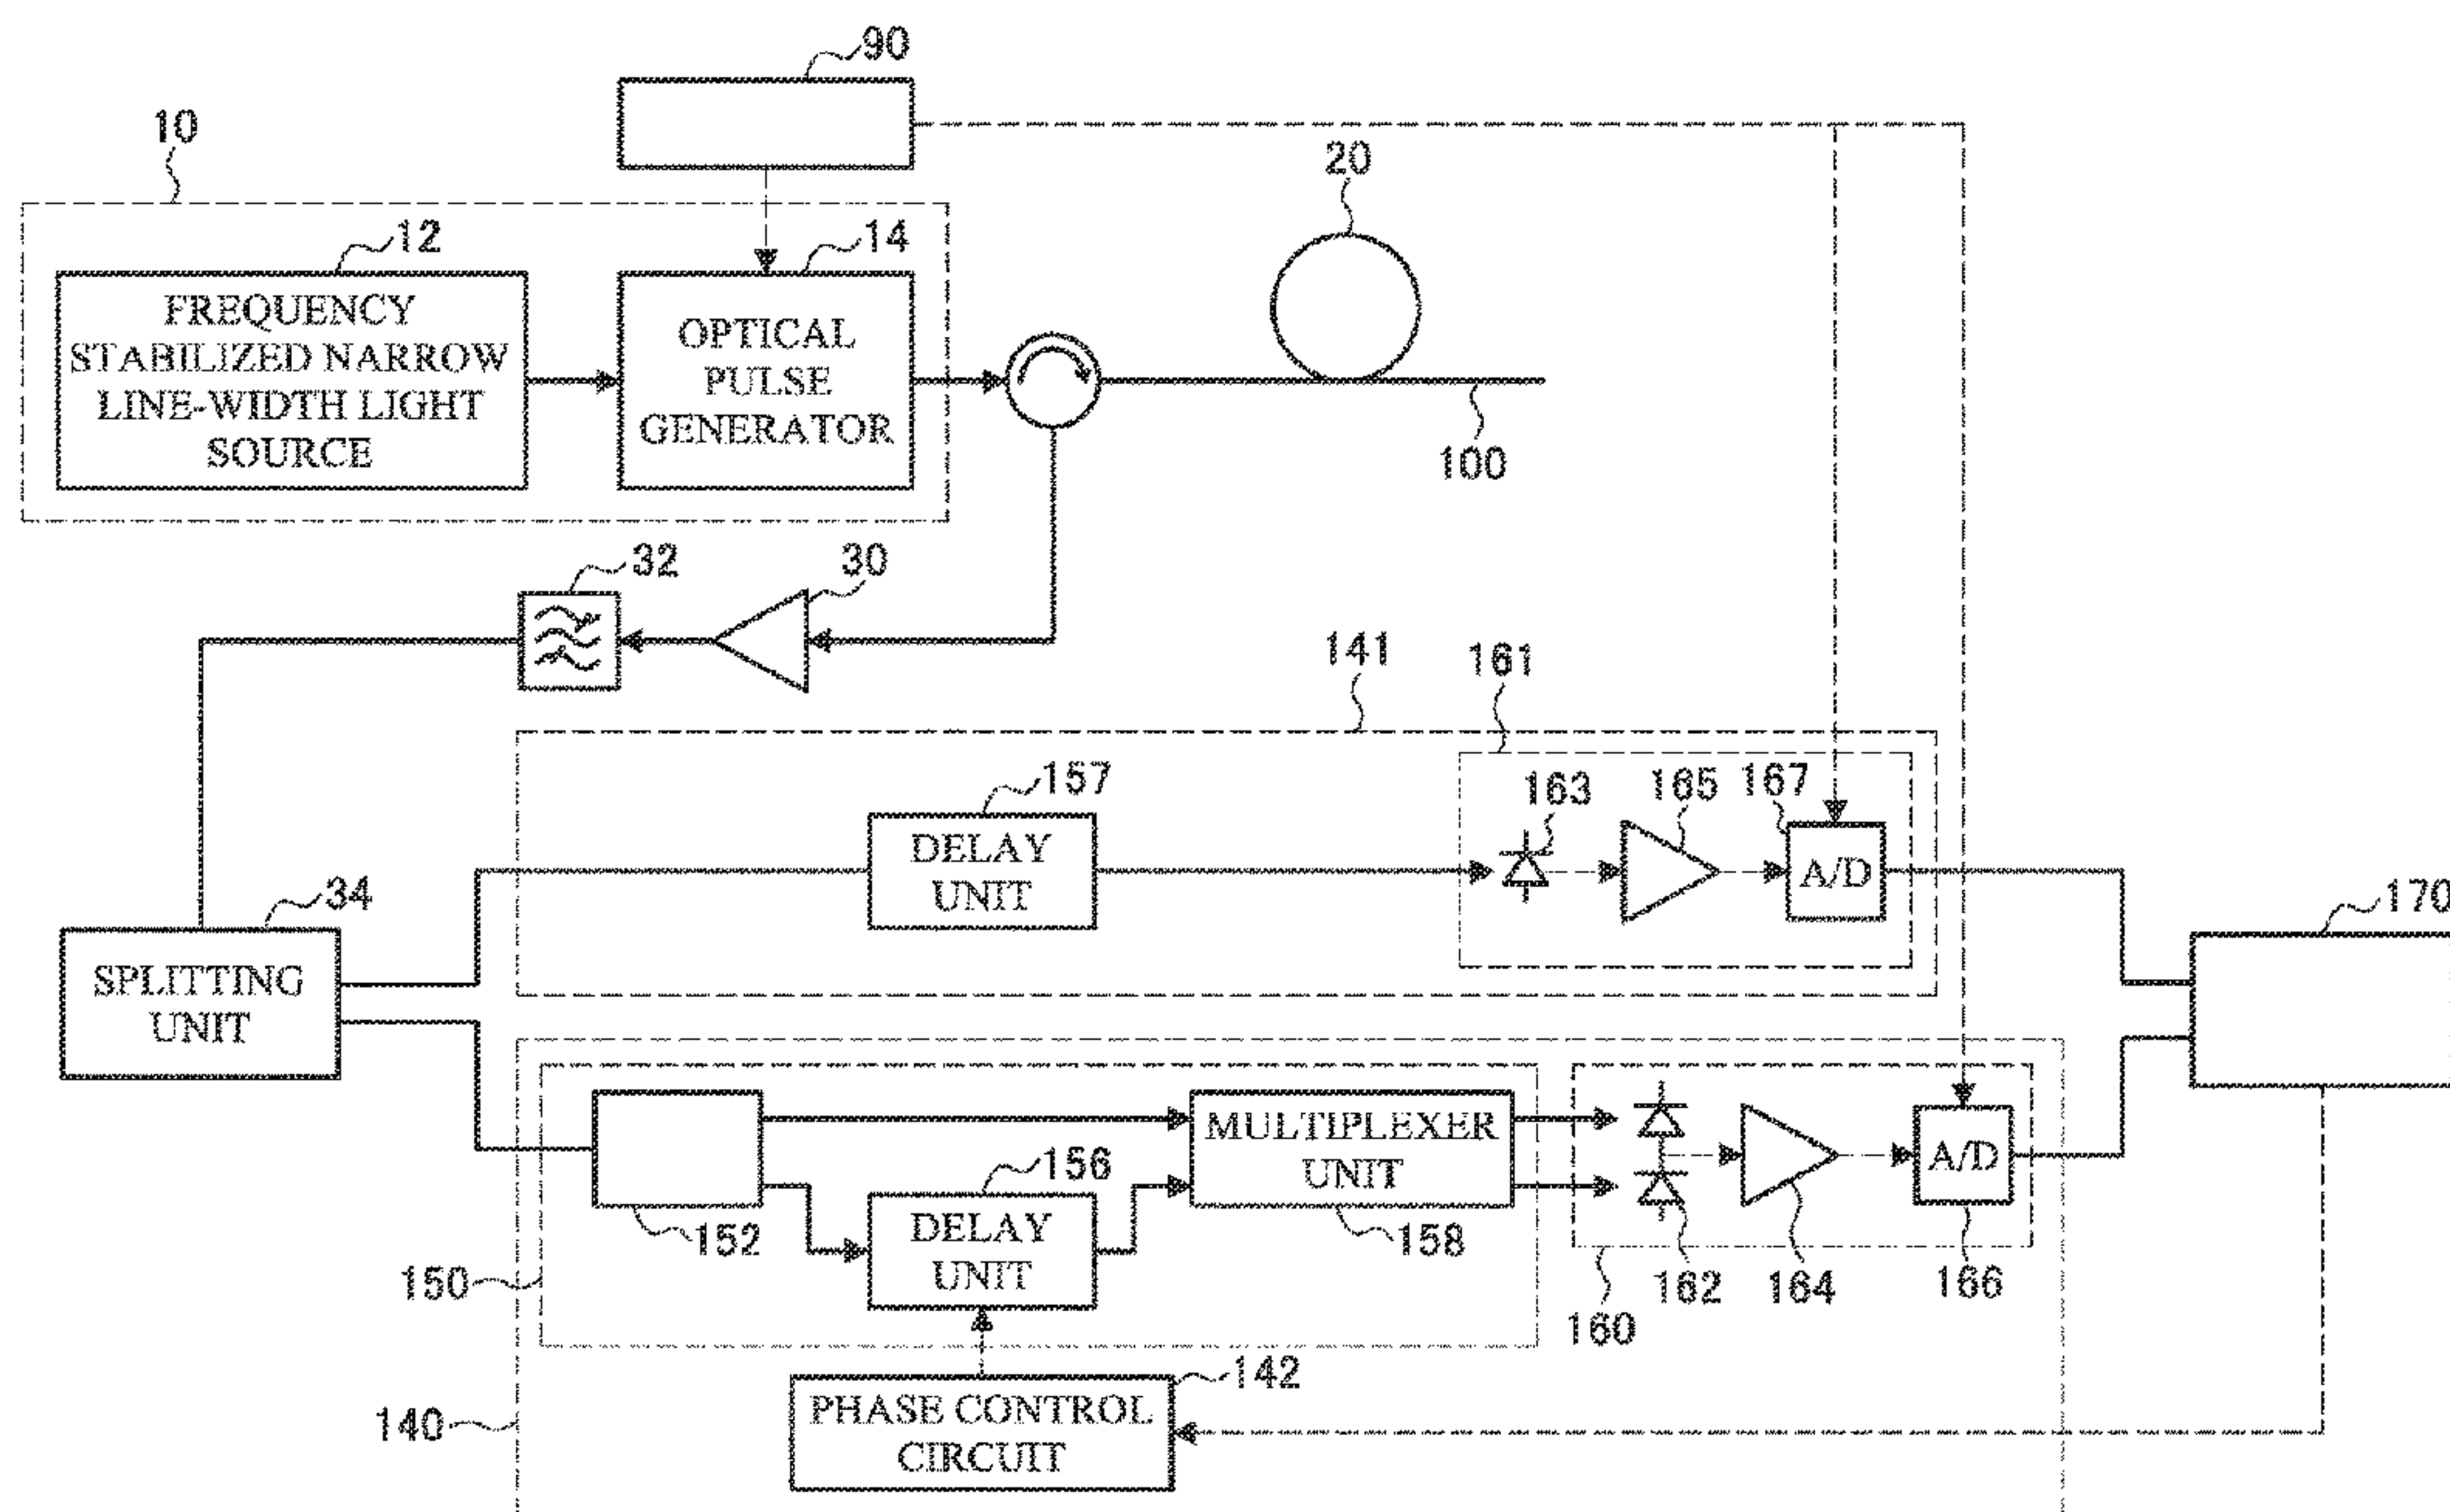 90
10
20
12
14
FREQUENCY
STABILIZED NARROW
LINE-WIDTH LIGHT
SOURCE
OPTICAL
PULSE
GENERATOR
100
32
30
141
161
157
163
165
167
DELAY
UNIT
A/D
34
170
SPLITTING
UNIT
MULTIPLEXER
UNIT
A/D
156
152
DELAY
UNIT
158
150
162
164
166
160
142
140
PHASE CONTROL
CIRCUIT